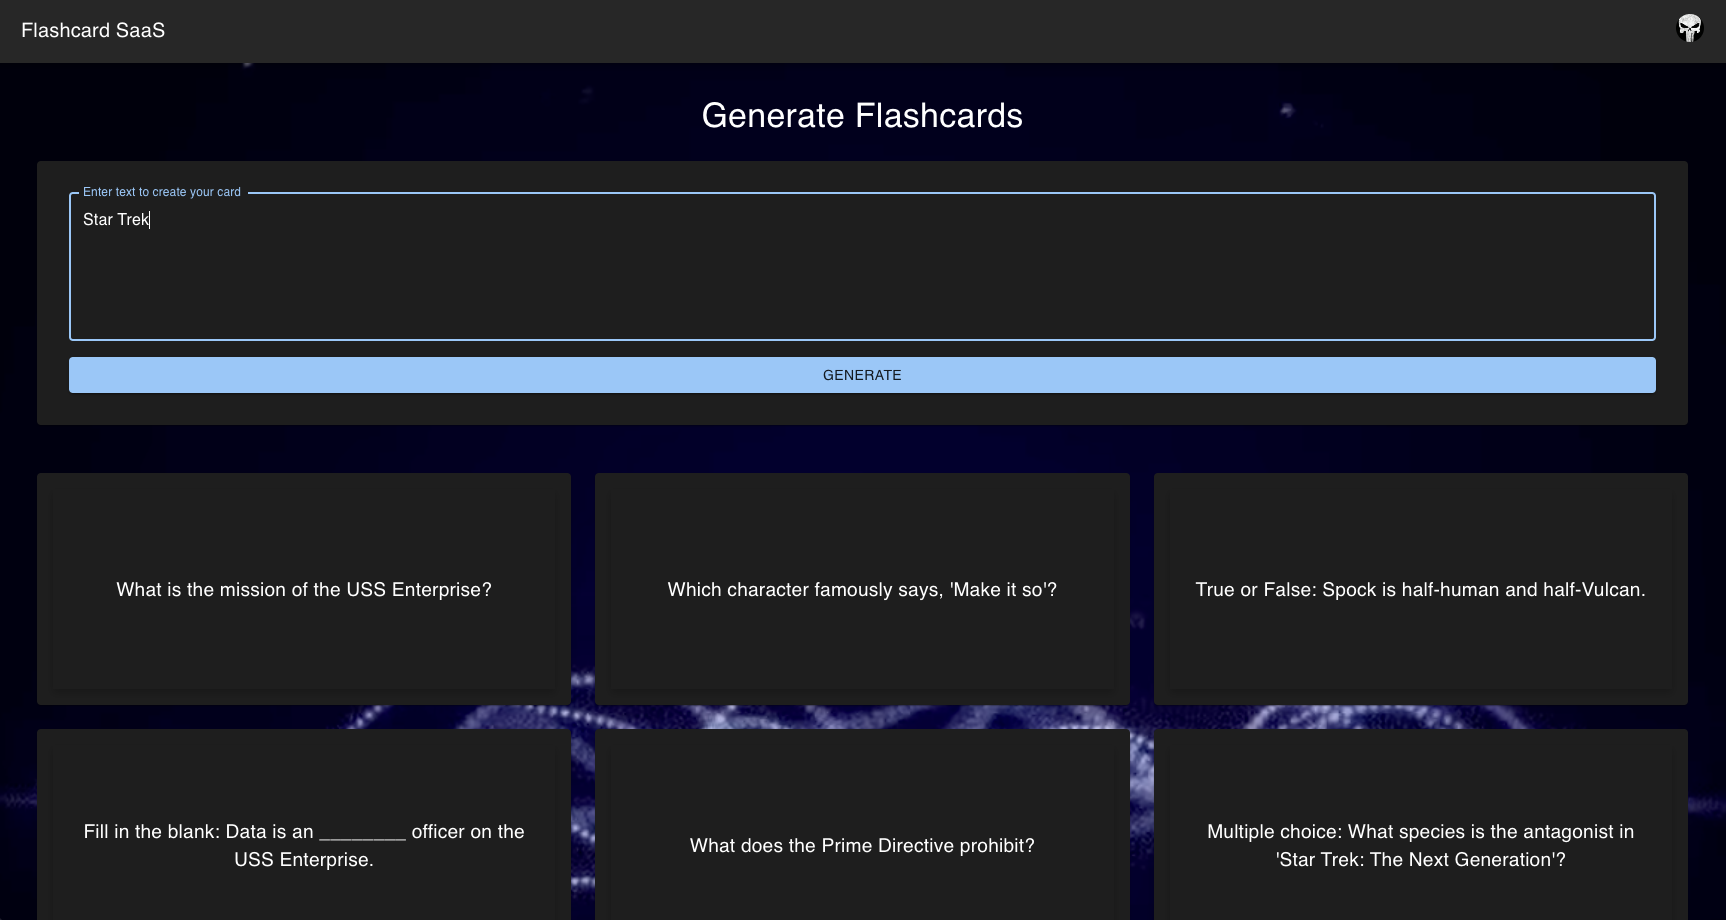 Flashcard SaaS
Generate Flashcards
Enter text to create your card
Star Trek
GENERATE
What is the mission of the USS Enterprise?
Which character famously says, 'Make it so'?
True or False: Spock is half-human and half-Vulcan.
Fill in the blank: Data is an ________ officer on the
USS Enterprise.
What does the Prime Directive prohibit?
Multiple choice: What species is the antagonist in
'Star Trek: The Next Generation'?